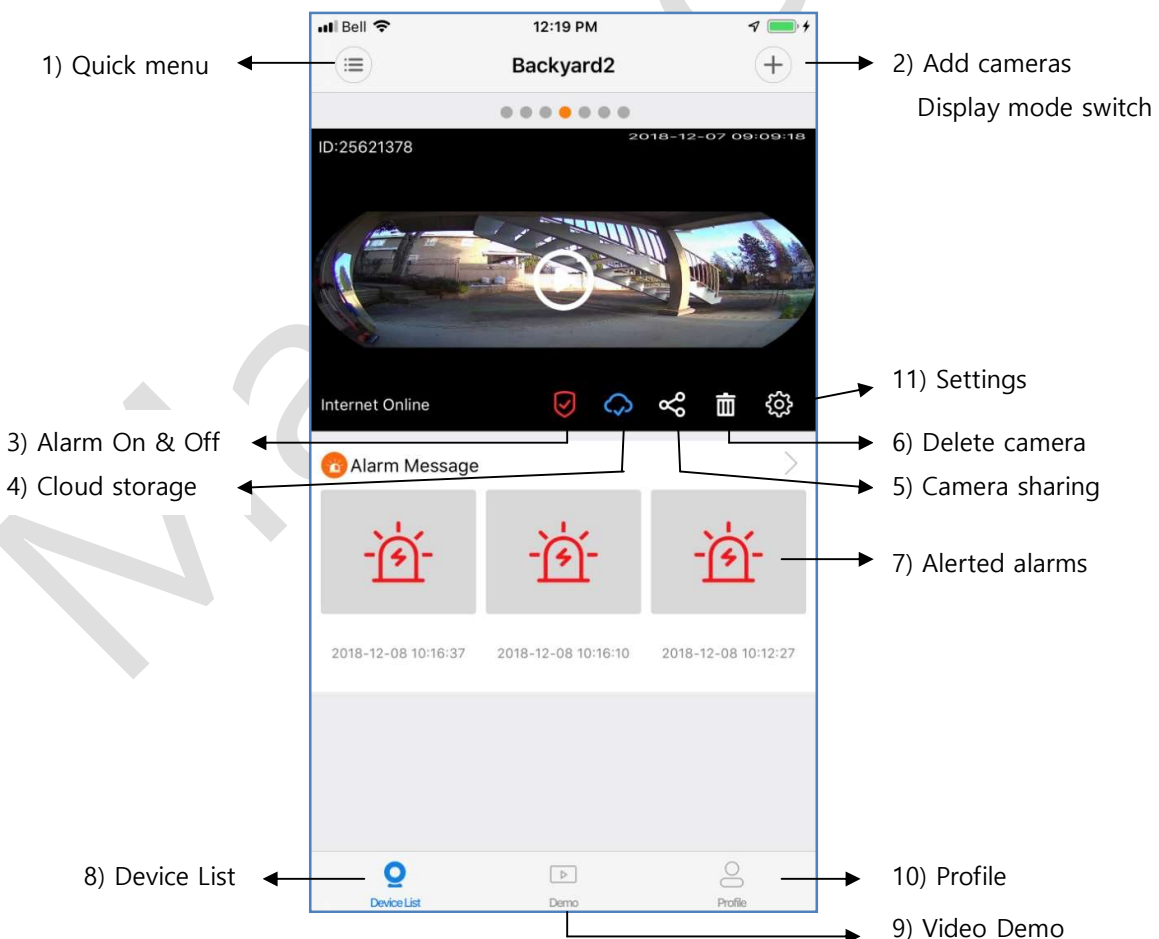 Bell
12:19 PM
1) Quick menu
Backyard2
2) Add cameras
Display mode switch
ID:25621378
2018-12-07 09:09:18
Internet Online
11) Settings
3) Alarm On & Off
6) Delete camera
Alarm Message
4) Cloud storage
5) Camera sharing
7) Alerted alarms
2018-12-08 10:16:37
2018-12-08 10:16:10
2018-12-08 10:12:27
8) Device List
10) Profile
Device List
Demo
Profile
9) Video Demo